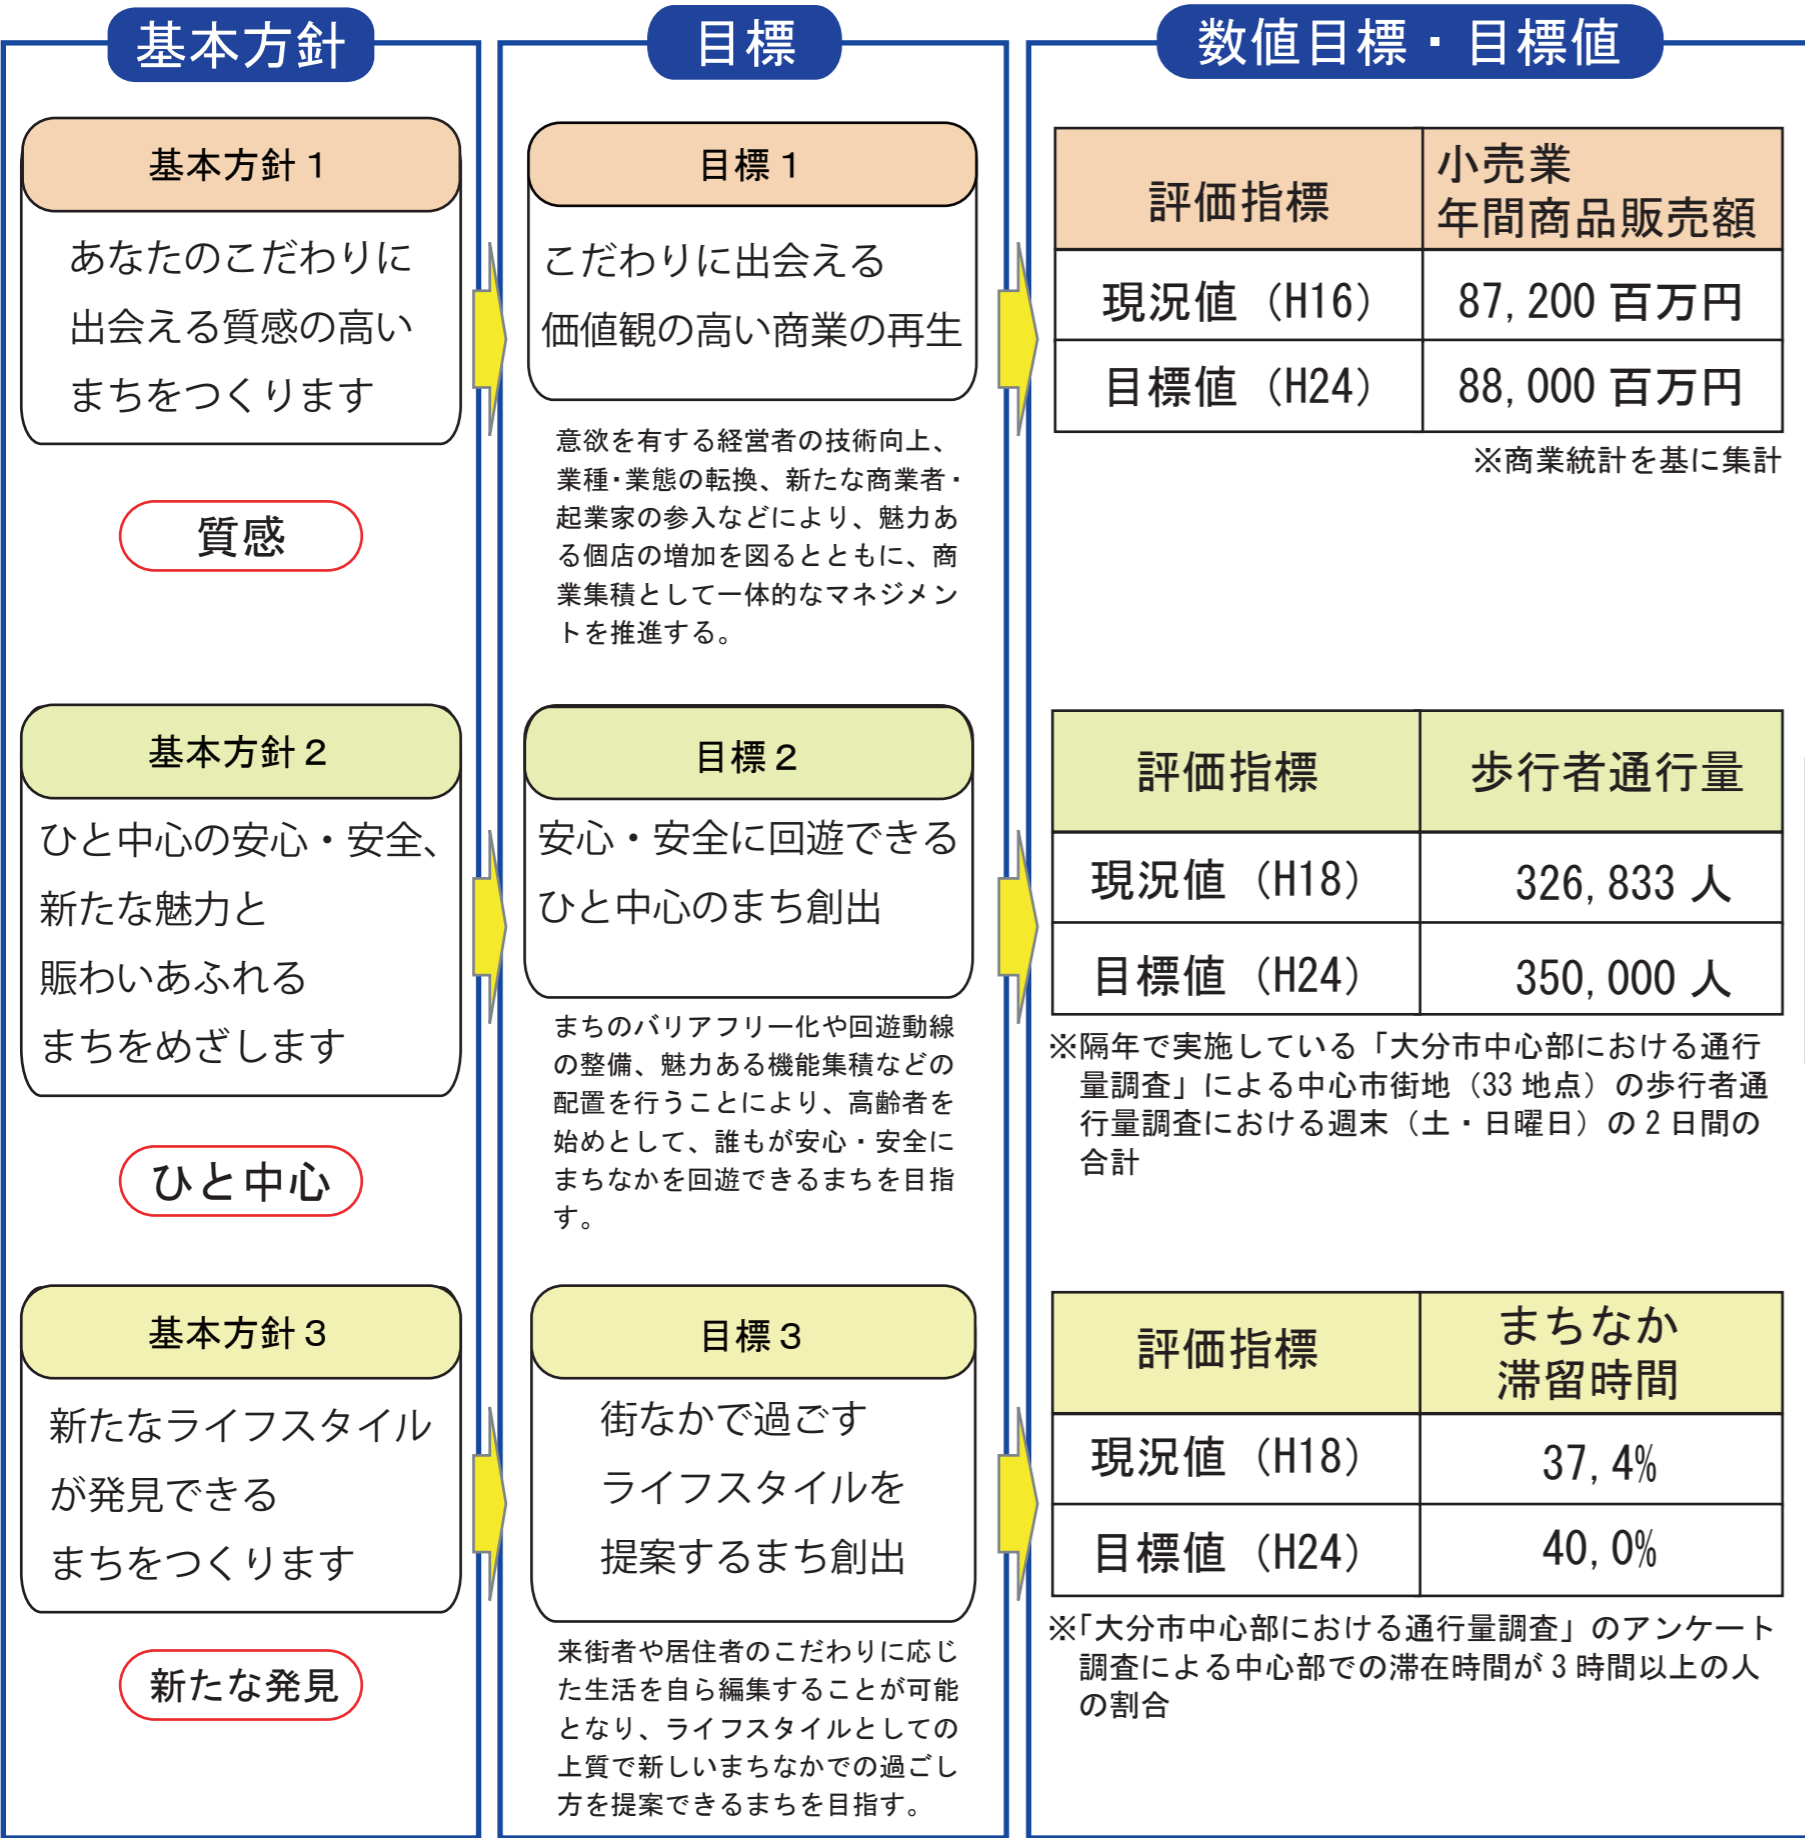 基本方針
目標
数値目標・目標値
基本方針1
あなたのこだわりに
出会える質感の高い
まちをつくります
質感
目標1
こだわりに出会える
価値観の高い商業の再生
意欲を有する経営者の技術向上、
業種・業態の転換、新たな商業者・
起業家の参入などにより、魅力あ
る個店の増加を図るとともに、商
業集積として一体的なマネジメン
トを推進する。
評価指標
小売業
年間商品販売額
現況値（H16） 87,200 百万円
目標値（H24） 88,000 百万円
※商業統計を基に集計
基本方針2
ひと中心の安心・安全、
新たな魅力と
賑わいあふれる
まちをめざします
ひと中心
目標2
安心・安全に回遊できる
ひと中心のまち創出
まちのバリアフリー化や回遊動線
の整備、魅力ある機能集積などの
配置を行うことにより、高齢者を
始めとして、誰もが安心・安全に
まちなかを回遊できるまちを目指
す。
評価指標 歩行者通行量
現況値（H18） 326,833 人
目標値（H24） 350,000 人
※隔年で実施している「大分市中心部における通行
量調査」による中心市街地（33 地点）の歩行者通
行量調査における週末（土・日曜日）の 2 日間の
合計
基本方針3
新たなライフスタイル
が発見できる
まちをつくります
新たな発見
目標3
街なかで過ごす
ライフスタイルを
提案するまち創出
来街者や居住者のこだわりに応じ
た生活を自ら編集することが可能
となり、ライフスタイルとしての
上質で新しいまちなかでの過ごし
方を提案できるまちを目指す。
評価指標
まちなか
滞留時間
現況値（H18） 37,4%
目標値（H24） 40,0%
※「大分市中心部における通行量調査」のアンケート
調査による中心部での滞在時間が 3 時間以上の人
の割合